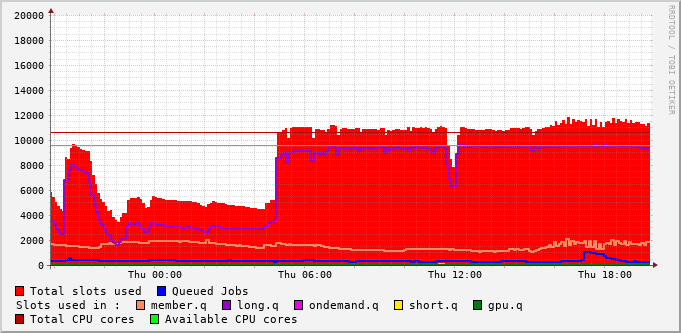 20000
18000
16000
14000
12000
10000
8000
6000
4000
2000
0
Thu 00:00 Thu 06:00 Thu 12:00 Thu 18:00
RRDTOOL / TOBI OETIKER
Total slots used Queued Jobs
Slots used in : member.q long.q ondemand.q short.q gpu.q
Total CPU cores Available CPU cores